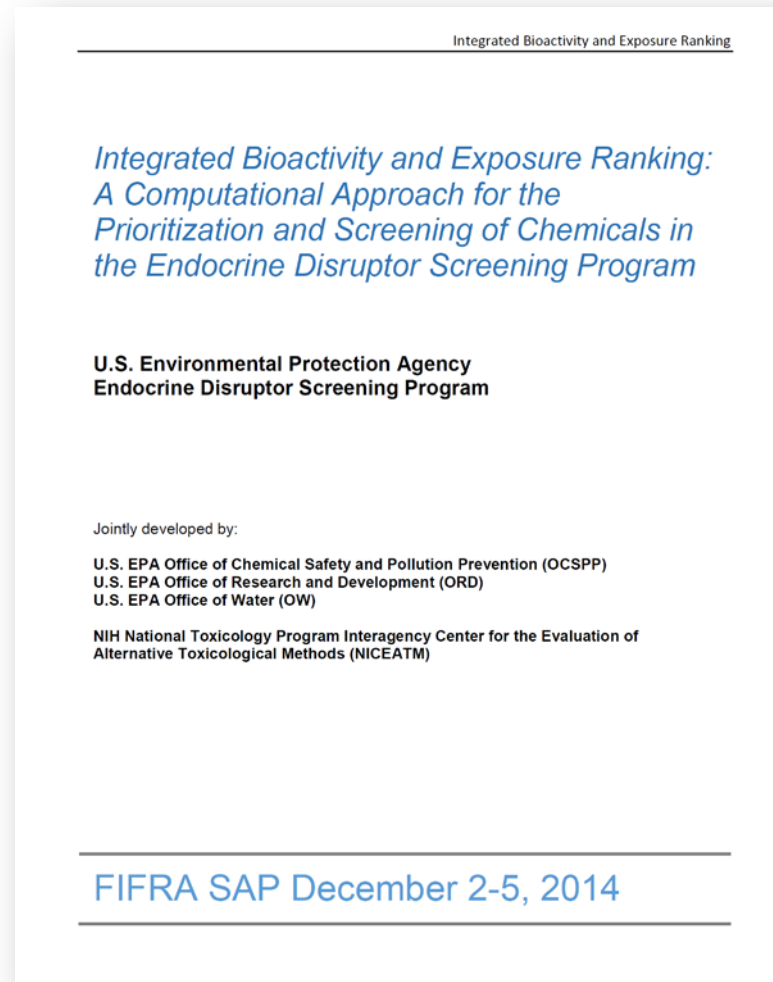 Integrated Bioactivity and Exposure Ranking
Integrated Bioactivity and Exposure Ranking:
A Computational Approach for the
Prioritization and Screening of Chemicals in
the Endocrine Disruptor Screening Program
U.S. Environmental Protection Agency
Endocrine Disruptor Screening Program
Jointly developed by:
U.S. EPA Office of Chemical Safety and Pollution Prevention (OCSPP)
U.S. EPA Office of Research and Development (ORD)
U.S. EPA Office of Water (OW)
NIH National Toxicology Program Interagency Center for the Evaluation of
Alternative Toxicological Methods (NICEATM)
FIFRA SAP December 2-5, 2014